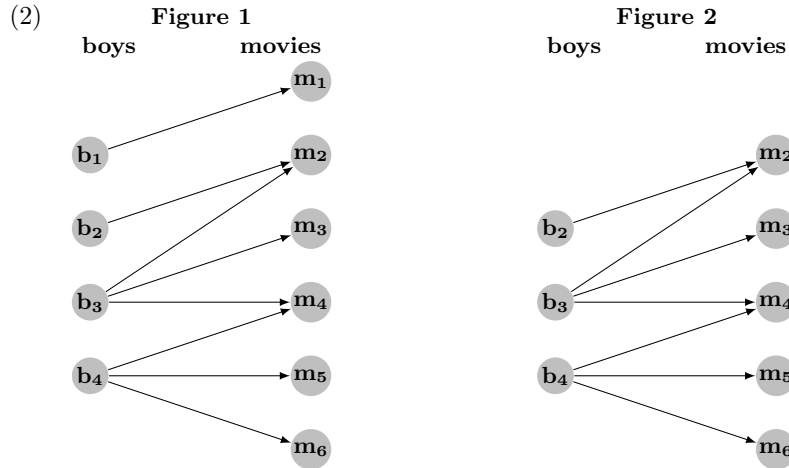 (2) Figure 1 Figure 2
boys movies boys movies
m₁
b₁ m₂ m₂
b₂ m₃ b₂ m₃
b₃ m₄ b₃ m₄
b₄ m₅ b₄ m₅
m₆ m₆